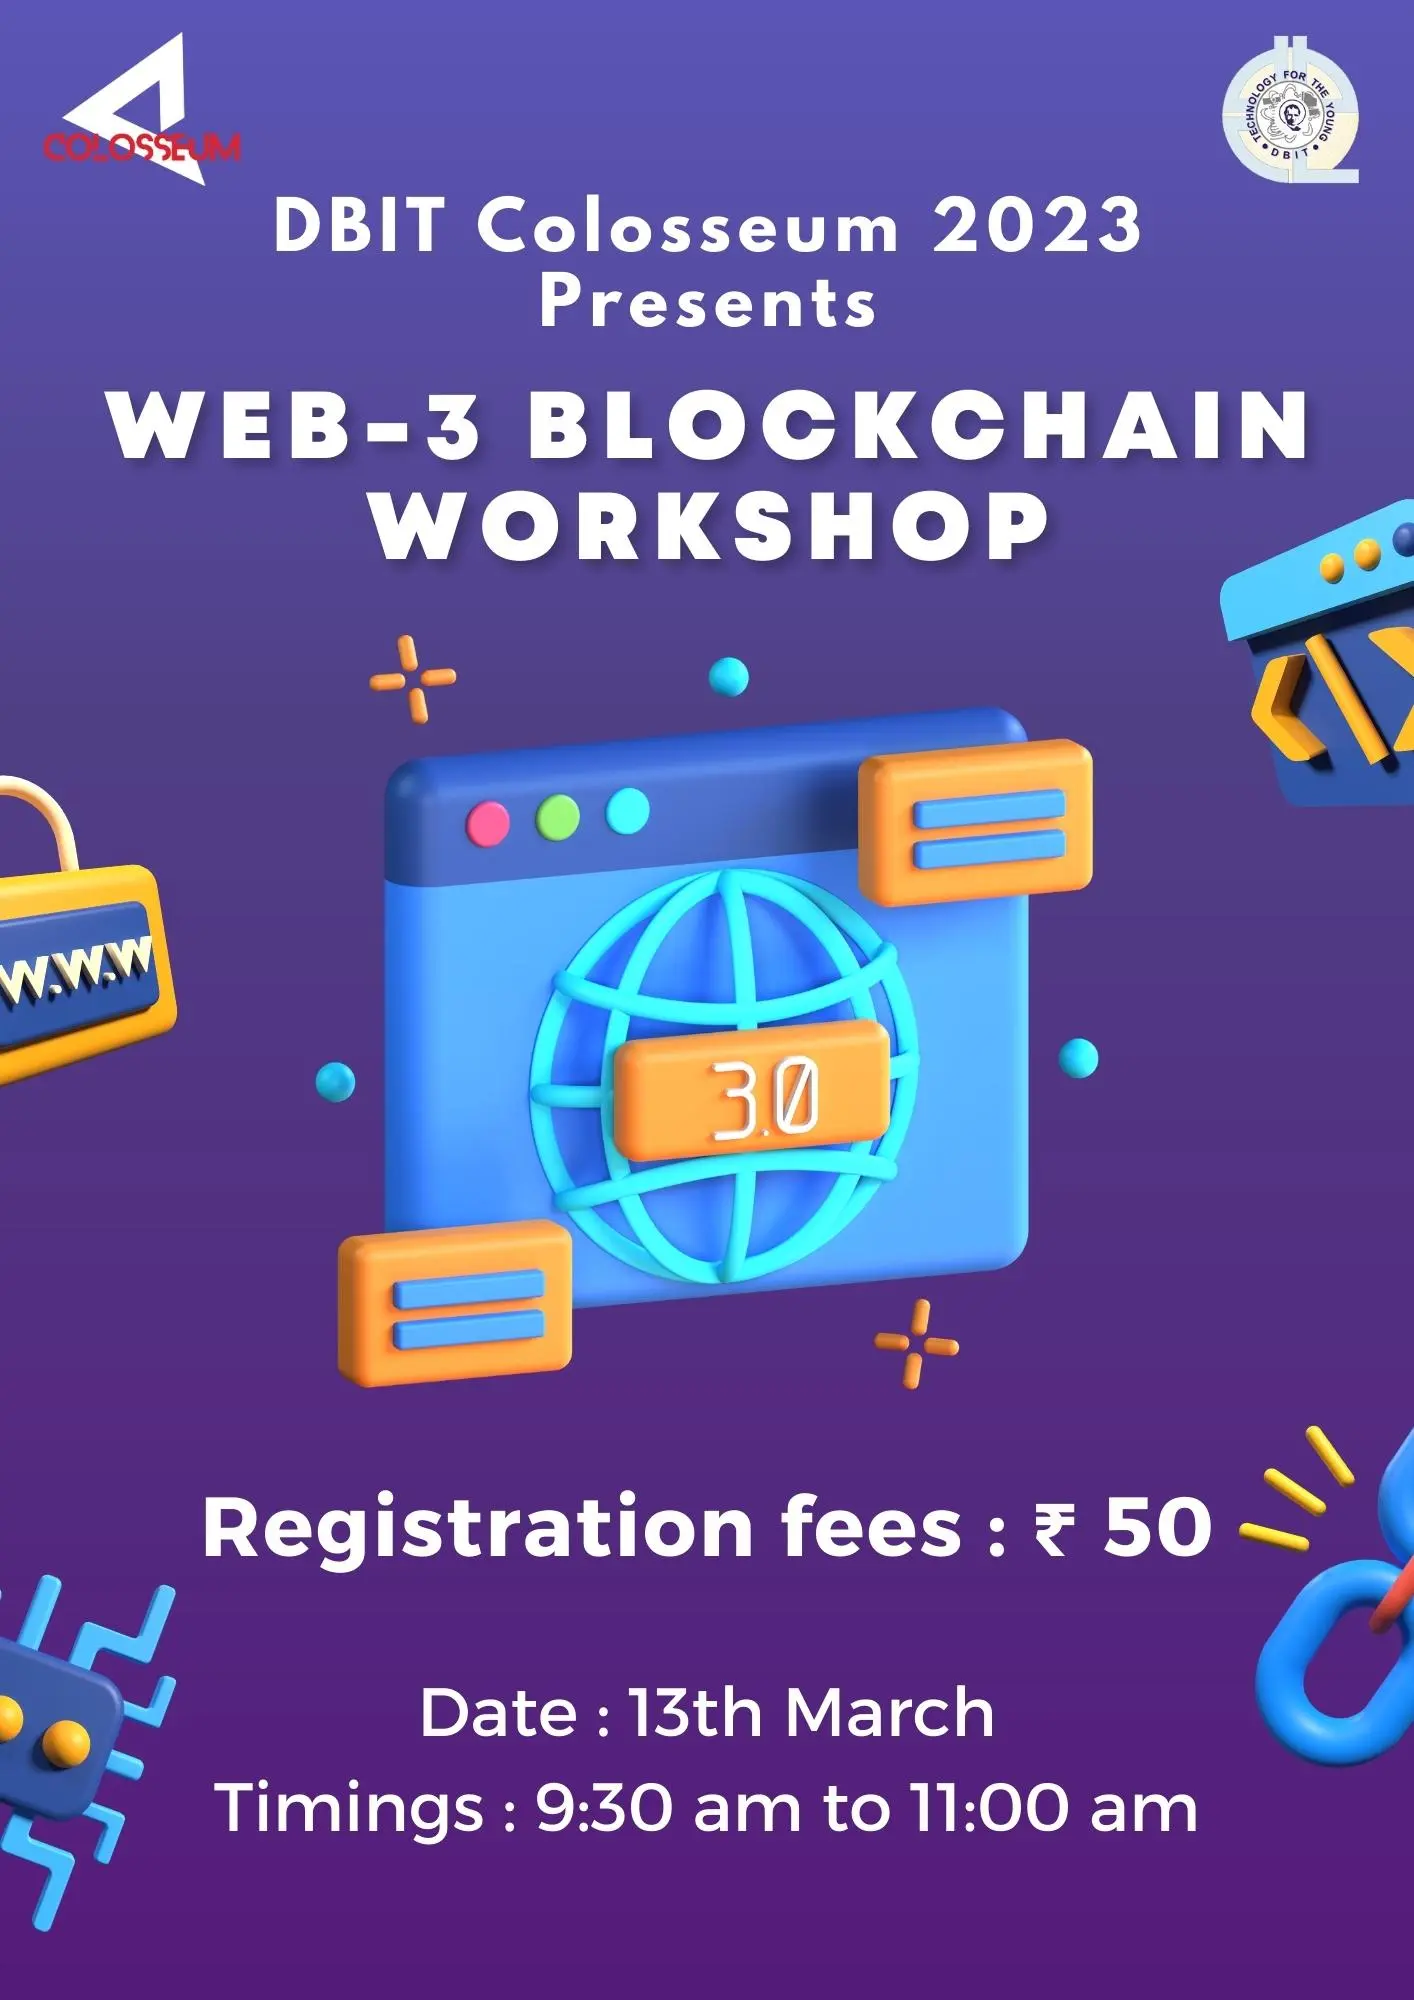 COLOSSEUM
TECHNOLOGY FOR THE YOUNG
• DBIT •
DBIT Colosseum 2023
Presents
WEB-3 BLOCKCHAIN
WORKSHOP
W.W.W
3.0
Registration fees : ₹ 50
Date : 13th March
Timings : 9:30 am to 11:00 am